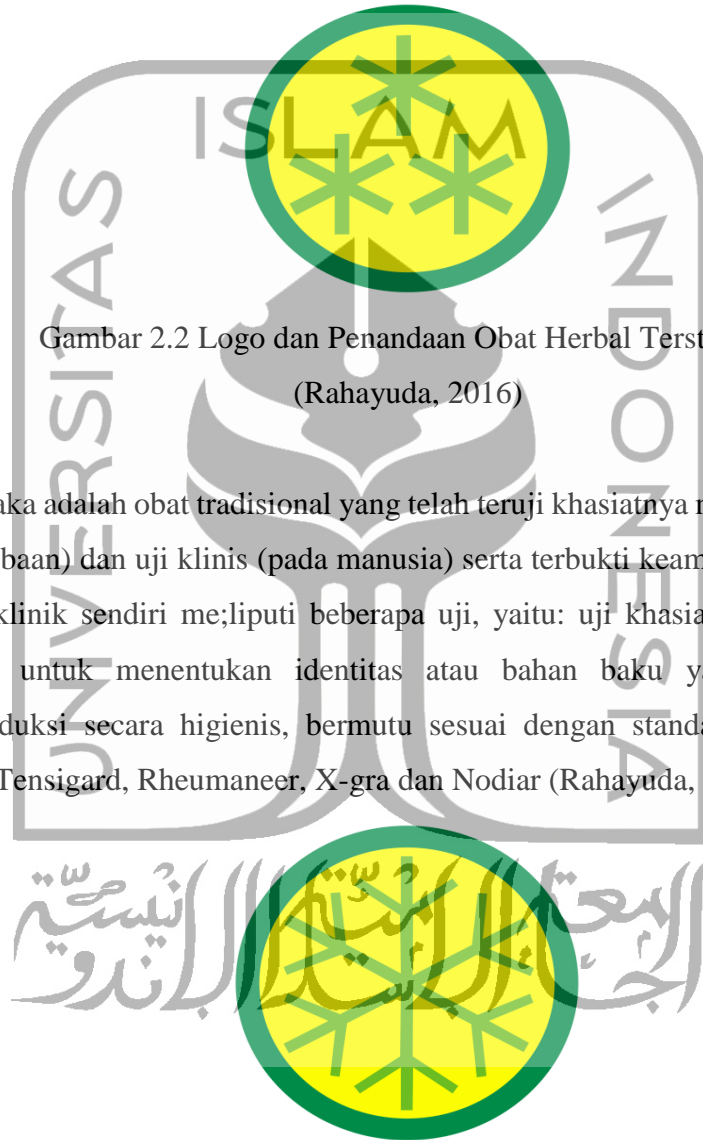 ISLAM
UNIVERSITAS
INDONESIA
Gambar 2.2 Logo dan Penandaan Obat Herbal Terst
(Rahayuda, 2016)
aka adalah obat tradisional yang telah teruji khasiatnya
baan) dan uji klinis (pada manusia) serta terbukti keam
klinik sendiri me;liputi beberapa uji, yaitu: uji khasia
untuk menentukan identitas atau bahan baku ya
duksi secara higienis, bermutu sesuai dengan standa
Tensigard, Rheumaneer, X-gra dan Nodiar (Rahayuda,